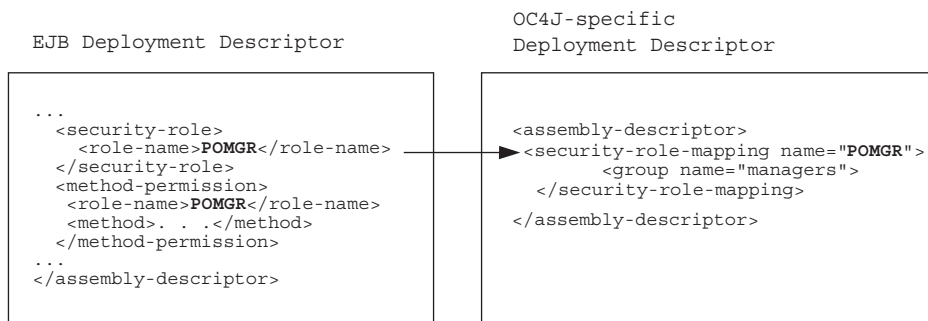 EJB Deployment Descriptor
...
<security-role>
<role-name>POMGR</role-name>
</security-role>
<method-permission>
<role-name>POMGR</role-name>
<method>. . .</method>
</method-permission>
...
</assembly-descriptor>
OC4J-specific
Deployment Descriptor
<assembly-descriptor>
<security-role-mapping name="POMGR">
<group name="managers">
</security-role-mapping>
</assembly-descriptor>